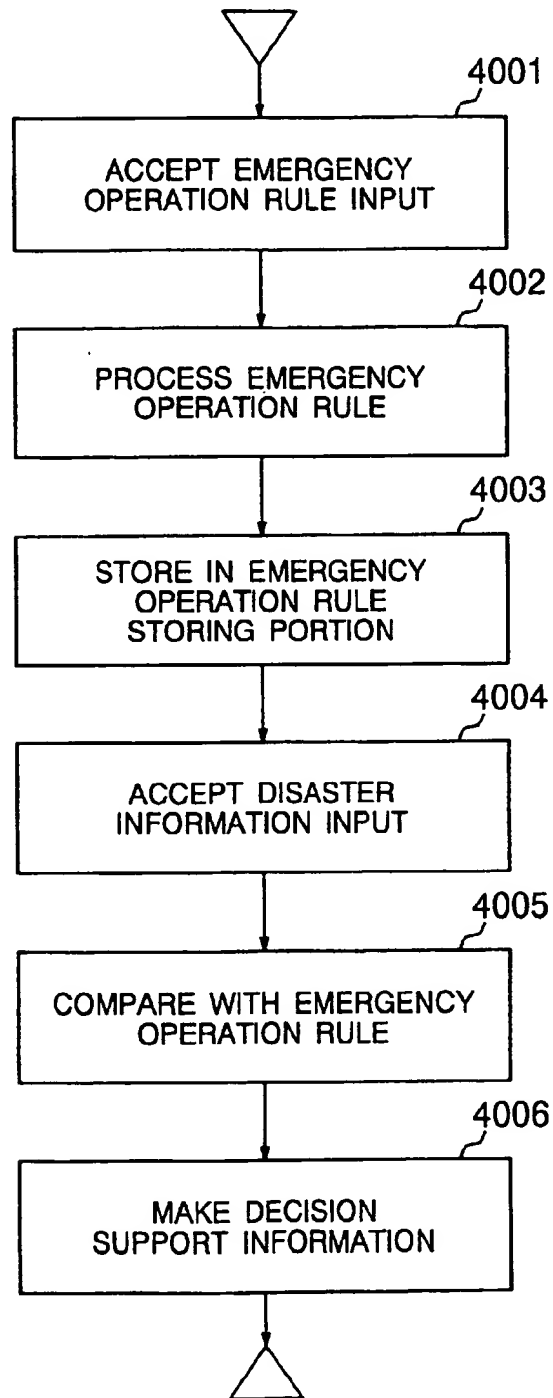 4001
ACCEPT EMERGENCY
OPERATION RULE INPUT
4002
PROCESS EMERGENCY
OPERATION RULE
4003
STORE IN EMERGENCY
OPERATION RULE
STORING PORTION
4004
ACCEPT DISASTER
INFORMATION INPUT
4005
COMPARE WITH EMERGENCY
OPERATION RULE
4006
MAKE DECISION
SUPPORT INFORMATION